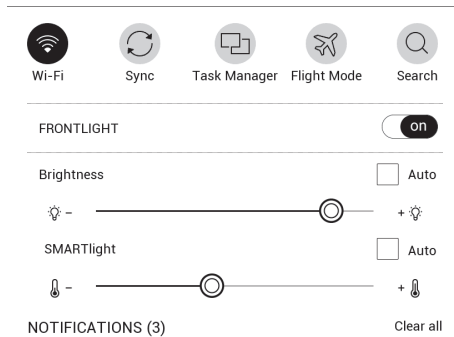 Wi-Fi Sync Task Manager Flight Mode Search
FRONTLIGHT on
Brightness Auto
– +
SMARTlight Auto
– +
NOTIFICATIONS (3) Clear all